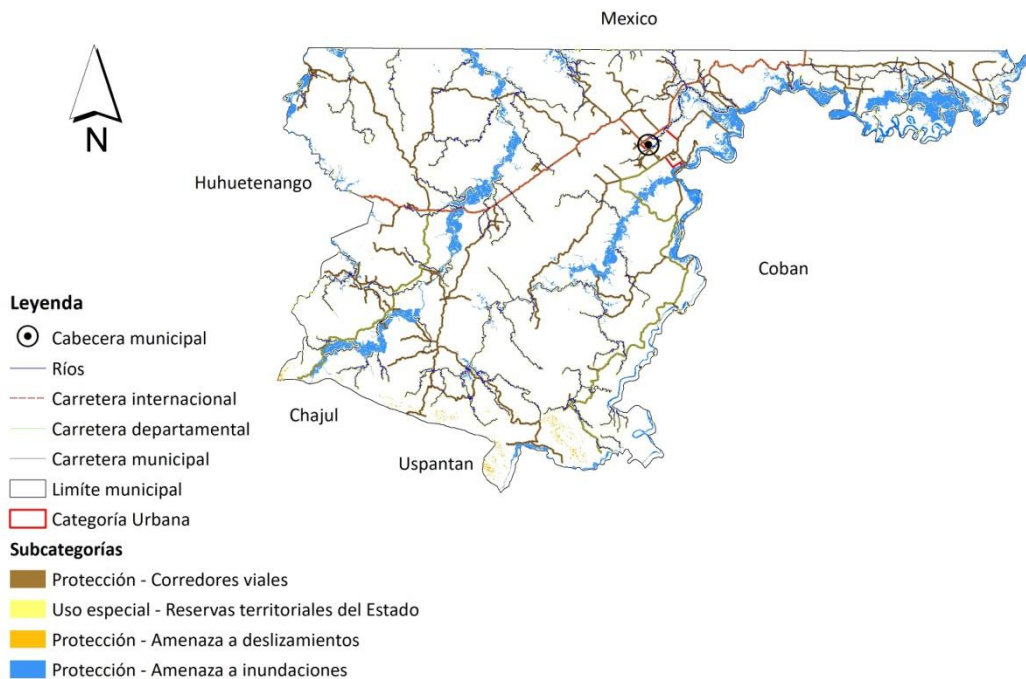 Mexico
N
Huhuetenango
Coban
Leyenda
Cabecera municipal
Ríos
Carretera internacional
Carretera departamental
Carretera municipal
Limíte municipal
Categoría Urbana
Chajul
Uspantan
Subcategorías
Protección - Corredores viales
Uso especial - Reservas territoriales del Estado
Protección - Amenaza a deslizamientos
Protección - Amenaza a inundaciones